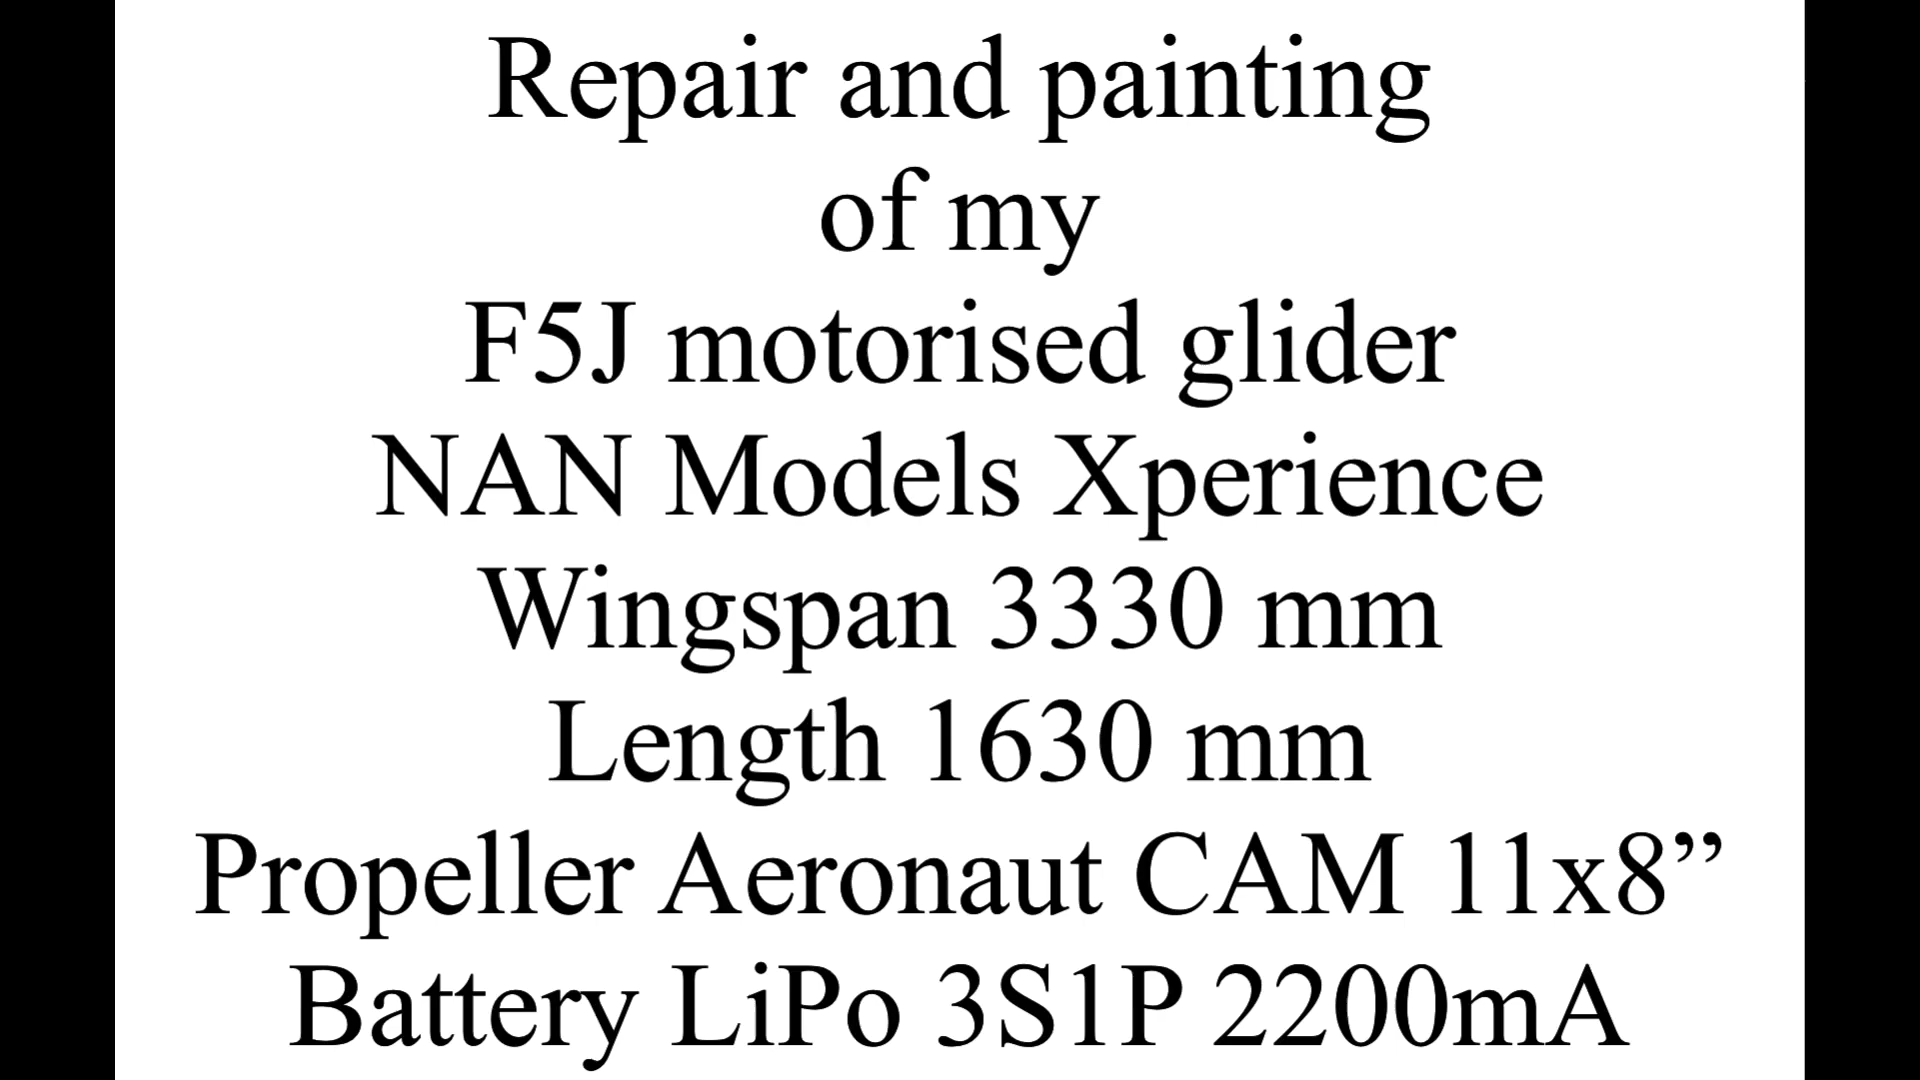 Repair and painting
of my
F5J motorised glider
NAN Models Xperience
Wingspan 3330 mm
Length 1630 mm
Propeller Aeronaut CAM 11x8”
Battery LiPo 3S1P 2200mA